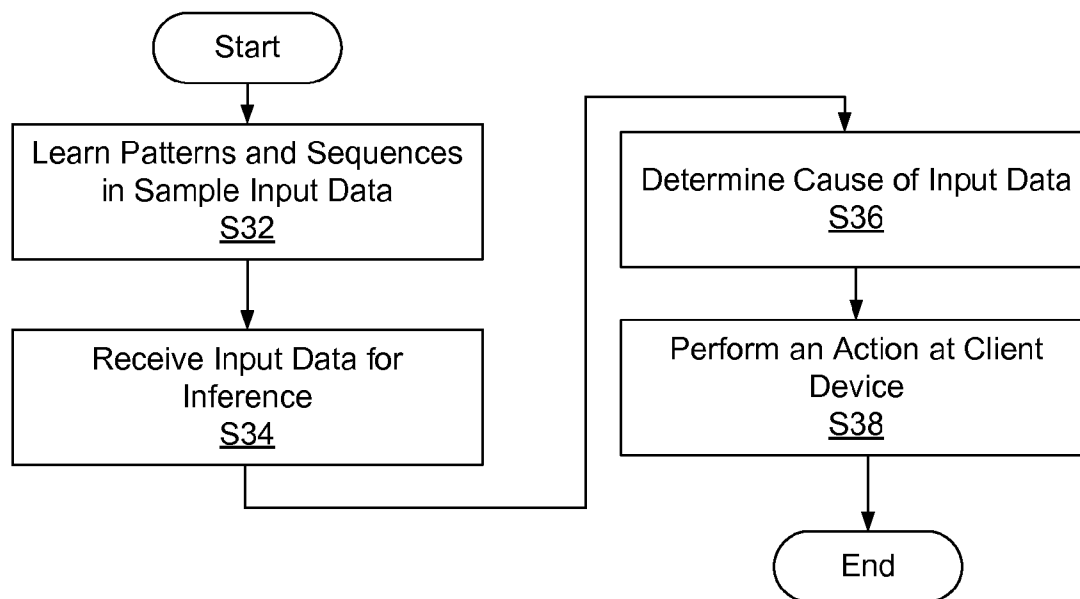 Start
Learn Patterns and Sequences
in Sample Input Data
S32
Receive Input Data for
Inference
S34
Determine Cause of Input Data
S36
Perform an Action at Client
Device
S38
End